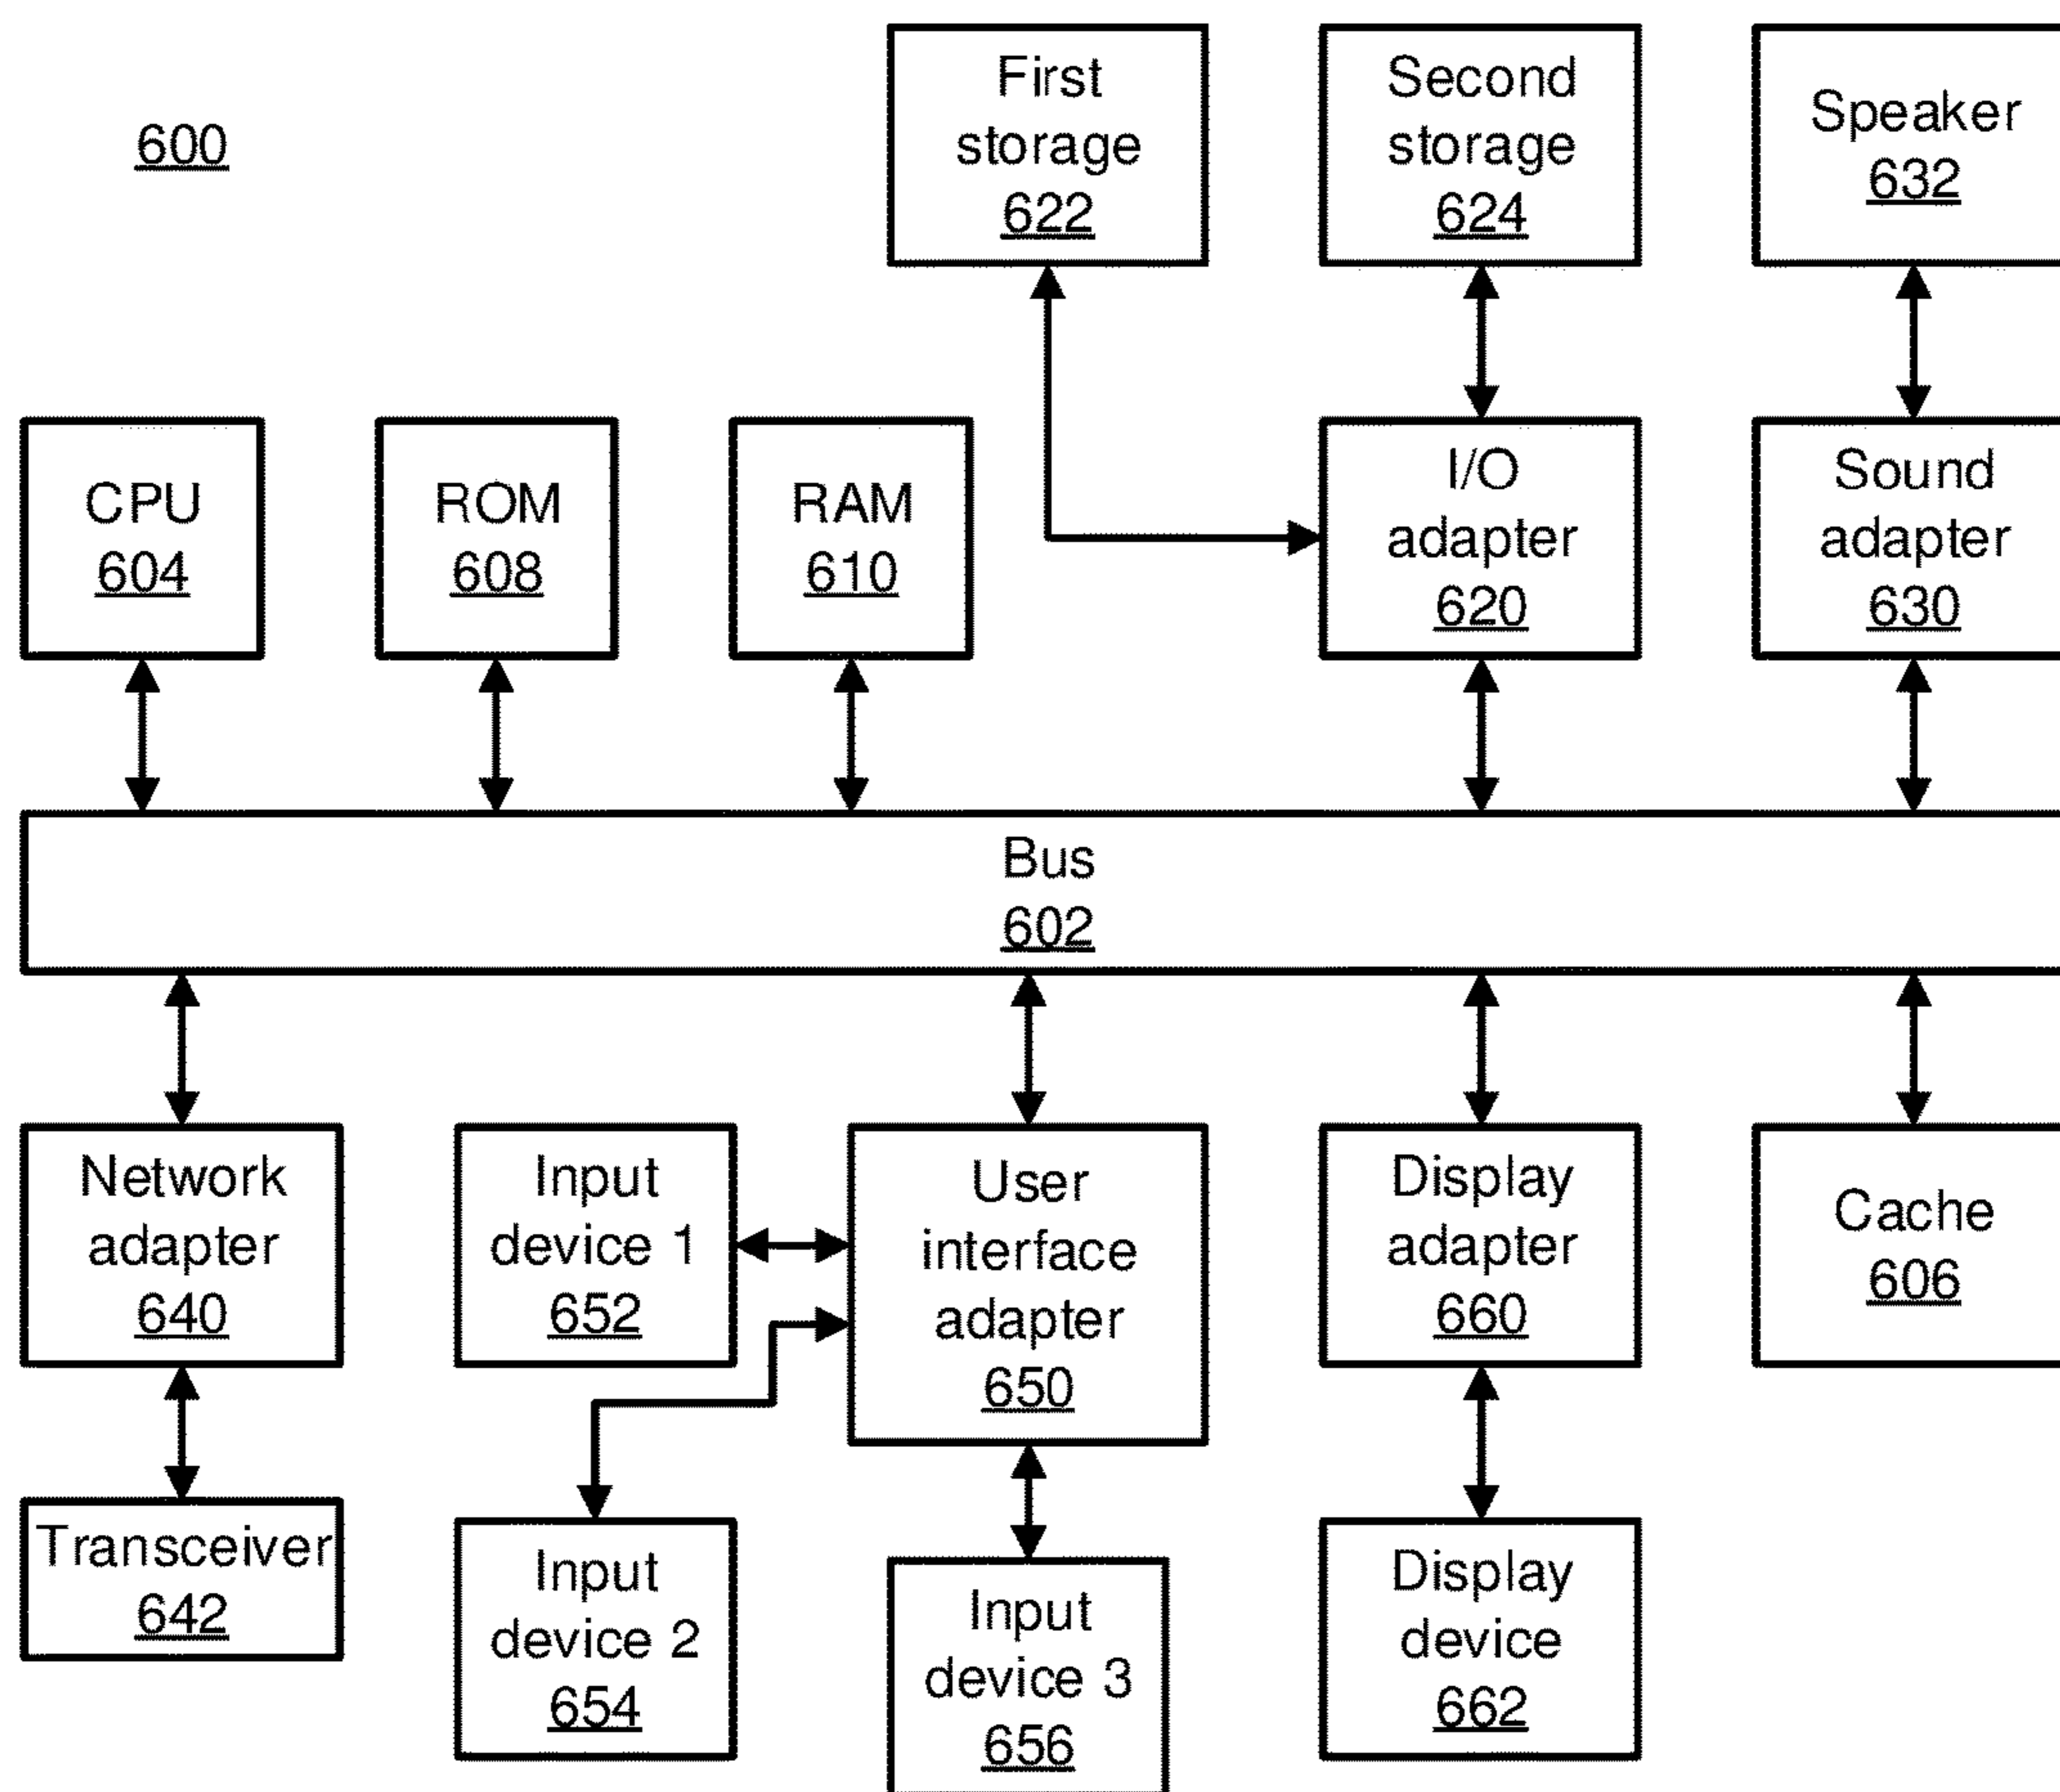 600
First
storage
622
Second
storage
624
Speaker
632
CPU
604
ROM
608
RAM
610
I/O
adapter
620
Sound
adapter
630
Bus
602
Network
adapter
640
Input
device 1
652
User
interface
adapter
650
Display
adapter
660
Cache
606
Transceiver
642
Input
device 2
654
Input
device 3
656
Display
device
662